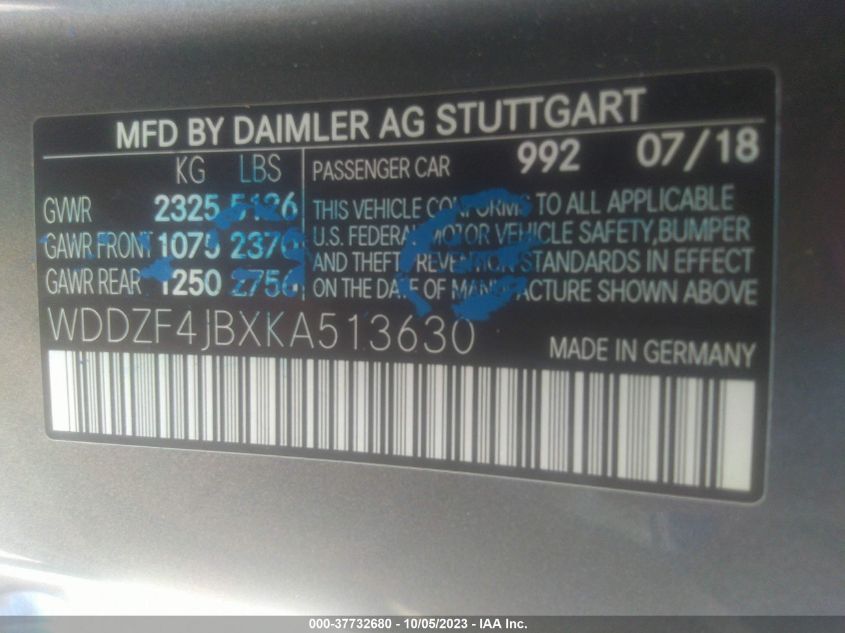 MFD BY DAIMLER AG STUTTGART
KG LBS
GVWR 2325 5126
GAWR FRONT 1075 2370
GAWR REAR 1250 2756
PASSENGER CAR 992 07/18
THIS VEHICLE CONFORMS TO ALL APPLICABLE
U.S. FEDERAL MOTOR VEHICLE SAFETY,BUMPER
AND THEFT PREVENTION STANDARDS IN EFFECT
ON THE DATE OF MANUFACTURE SHOWN ABOVE
WDDZF4JBXKA513630
MADE IN GERMANY
000-37732680 - 10/05/2023 - IAA Inc.